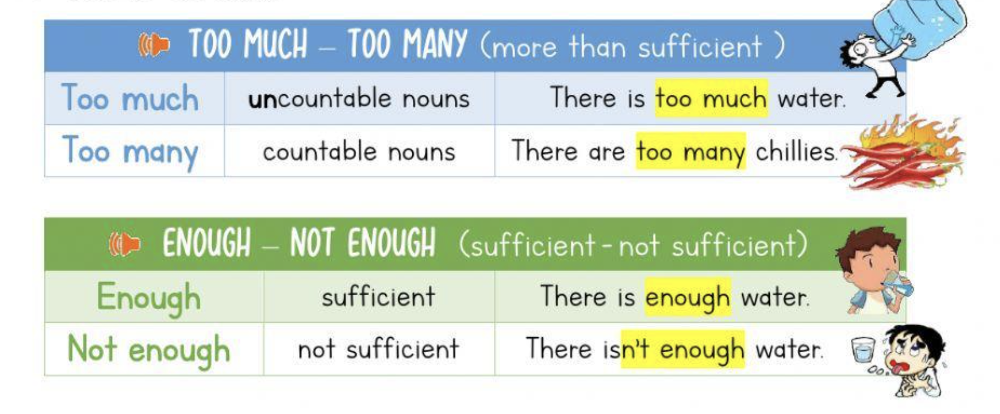 TOO MUCH – TOO MANY (more than sufficient )
Too much uncountable nouns There is too much water.
Too many countable nouns There are too many chillies.
ENOUGH – NOT ENOUGH (sufficient - not sufficient)
Enough sufficient There is enough water.
Not enough not sufficient There isn't enough water.